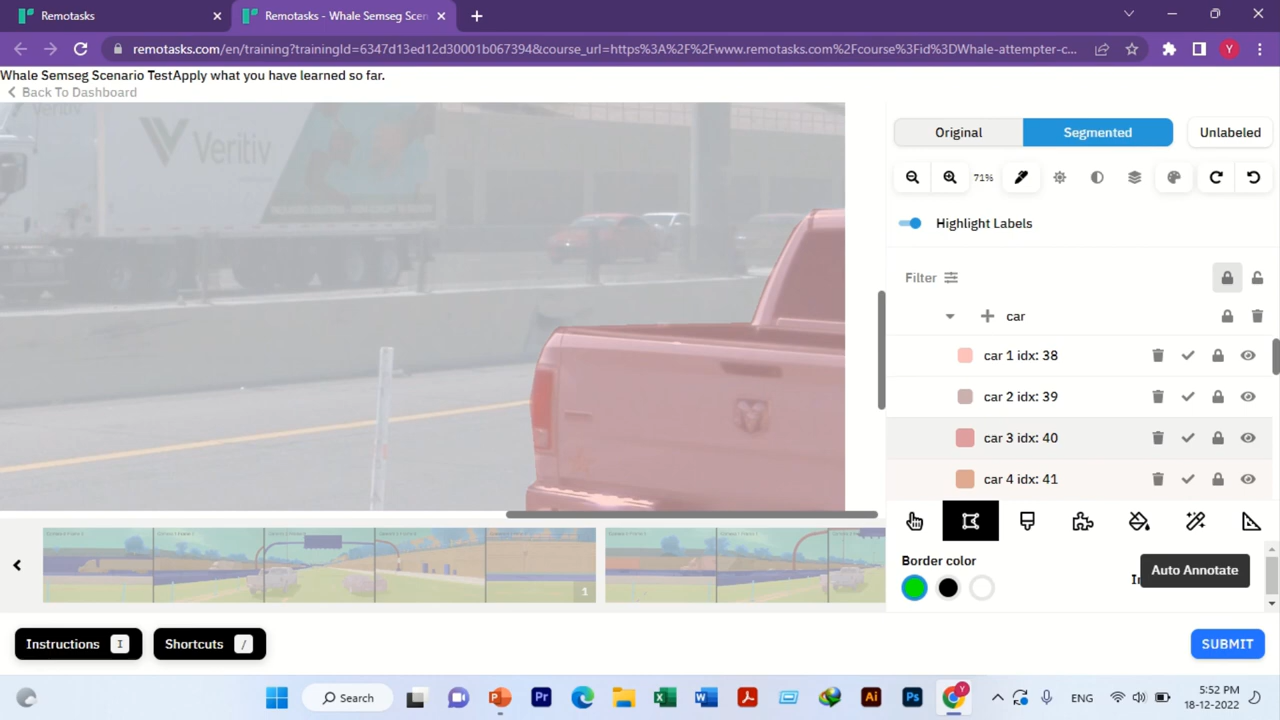 Remotasks
Remotasks - Whale Semseg Scen
remotasks.com/en/training?trainingId=6347d13ed12d30001b067394&course_url=https%3A%2F%2Fwww.remotasks.com%2Fcourse%3Fid%3DWhale-attempter-c...
Y
Whale Semseg Scenario TestApply what you have learned so far.
Back To Dashboard
Veritiv
Veritiv
Original
Segmented
Unlabeled
71%
Highlight Labels
Filter
car
car 1 idx: 38
car 2 idx: 39
car 3 idx: 40
car 4 idx: 41
Border color
Auto Annotate
1
Instructions I
Shortcuts /
SUBMIT
Search
ENG
5:52 PM
18-12-2022